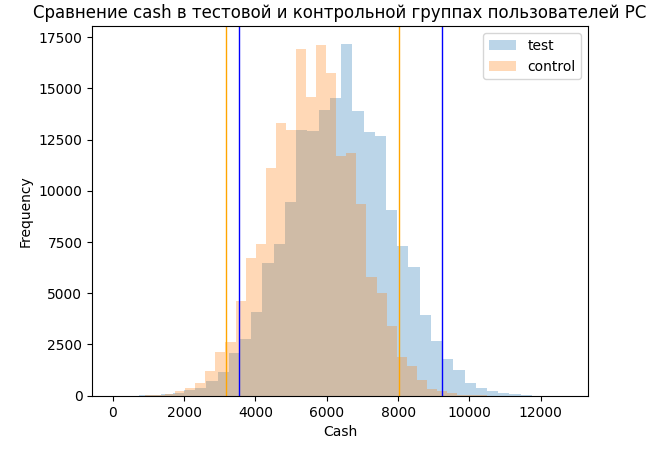 Сравнение cash в тестовой и контрольной группах пользователей PC
test
control
17500
15000
12500
10000
7500
5000
2500
0
Frequency
0 2000 4000 6000 8000 10000 12000
Cash